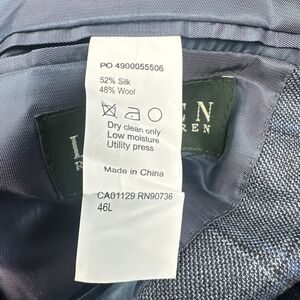 PO 4900055506
52% Silk
48% Wool
Dry clean only
Low moisture
Utility press
Made in China
CA01129 RN90736
46L